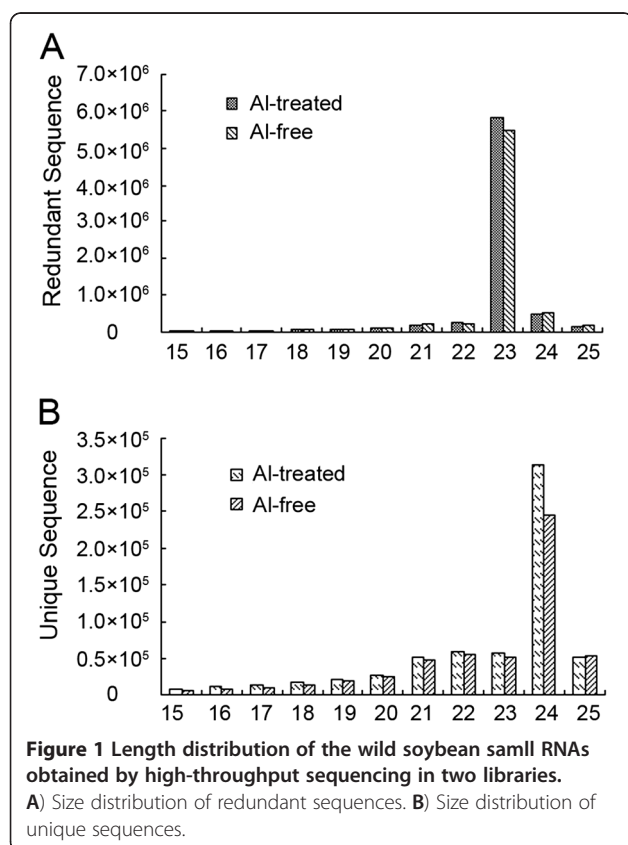 A
7.0×10⁶
6.0×10⁶
5.0×10⁶
4.0×10⁶
3.0×10⁶
2.0×10⁶
1.0×10⁶
0
Redundant Sequence
Al-treated
Al-free
15 16 17 18 19 20 21 22 23 24 25
B
3.5×10⁵
3.0×10⁵
2.5×10⁵
2.0×10⁵
1.5×10⁵
1.0×10⁵
0.5×10⁵
0
Unique Sequence
Al-treated
Al-free
15 16 17 18 19 20 21 22 23 24 25
Figure 1 Length distribution of the wild soybean samll RNAs
obtained by high-throughput sequencing in two libraries.
A) Size distribution of redundant sequences. B) Size distribution of
unique sequences.